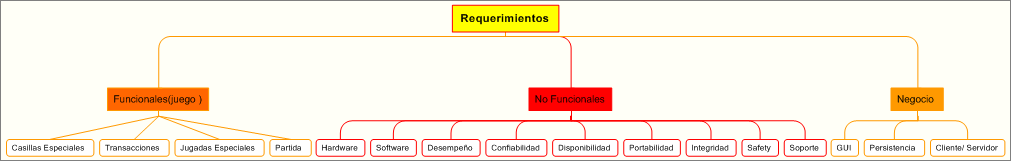 Requerimientos
Funcionales(juego )
No Funcionales
Negocio
Casillas Especiales
Transacciones
Jugadas Especiales
Partida
Hardware
Software
Desempeño
Confiabilidad
Disponibilidad
Portabilidad
Integridad
Safety
Soporte
GUI
Persistencia
Cliente/ Servidor